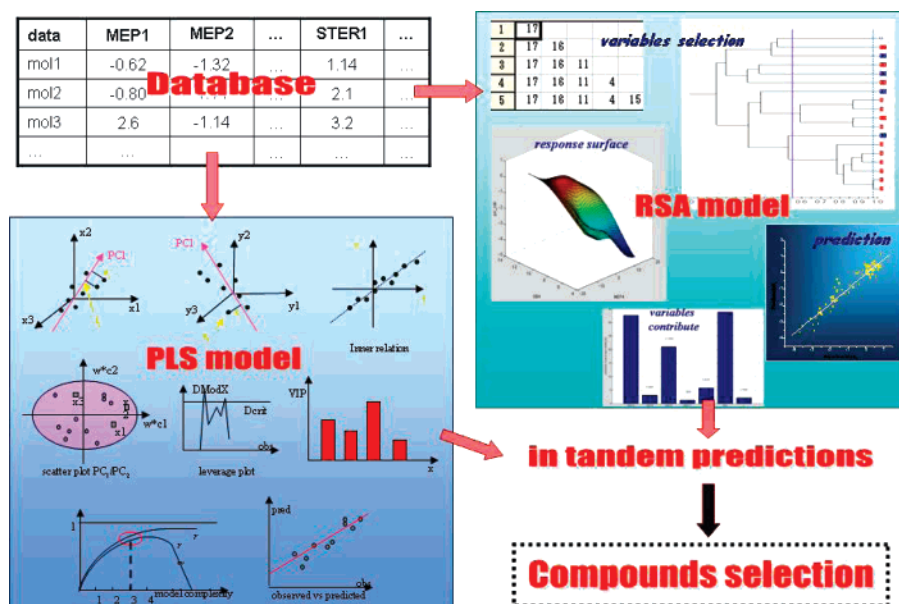 data MEP1 MEP2 ... STER1 ...
mol1 -0.62 -1.32 ... 1.14 ...
mol2 -0.80 ... 2.1 ...
mol3 2.6 -1.14 ... 3.2 ...
... ... ... ...
Database
1 17
2 17 16
3 17 16 11
4 17 16 11 4
5 17 16 11 4 15
variables selection
response surface
RSA model
prediction
variables
contribute
x2
PC1
x3
x1
PC1
y2
y3
y1
Inner relation
PLS model
w*c2
w*c1
x1
scatter plot PC1/PC2
DModX
Dcrit
obs
leverage plot
VIP
x
1
r
1 2 3 4
model complexity
pred
obs
observed vs predicted
in tandem predictions
Compounds selection